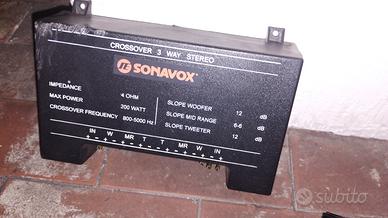 CROSSOVER 3 WAY STEREO
SONAVOX®
IMPEDANCE 4 OHM
MAX POWER 200 WATT
CROSSOVER FREQUENCY 800-5000 Hz
SLOPE WOOFER 12 dB
SLOPE MID RANGE 6-6 dB
SLOPE TWEETER 12 dB
IN W MR T T MR W IN
- + - + - + - + - + - + - + - +
subito